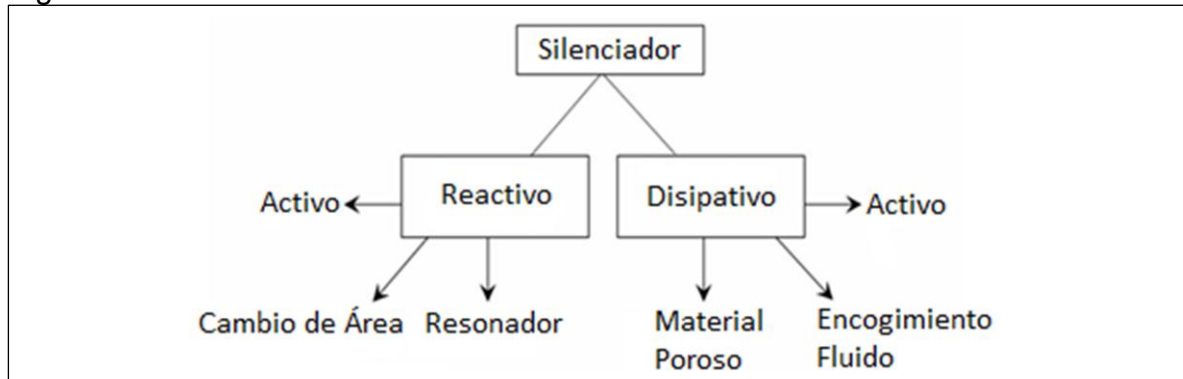 Silenciador
Reactivo
Disipativo
Activo
Activo
Cambio de Área
Resonador
Material
Poroso
Encogimiento
Fluido